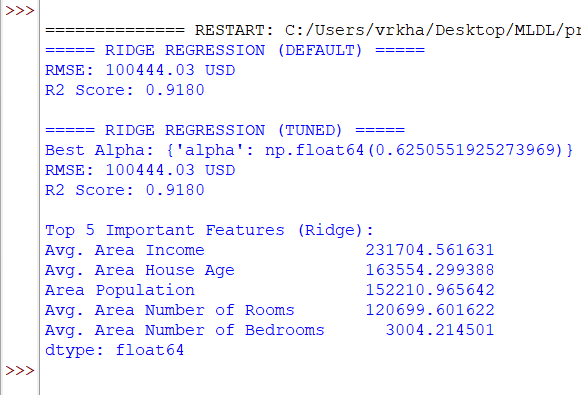 >>>
============== RESTART: C:/Users/vrkha/Desktop/MLDL/pr
===== RIDGE REGRESSION (DEFAULT) =====
RMSE: 100444.03 USD
R2 Score: 0.9180

===== RIDGE REGRESSION (TUNED) =====
Best Alpha: {'alpha': np.float64(0.6250551925273969)}
RMSE: 100444.03 USD
R2 Score: 0.9180

Top 5 Important Features (Ridge):
Avg. Area Income                231704.561631
Avg. Area House Age             163554.299388
Area Population                 152210.965642
Avg. Area Number of Rooms       120699.601622
Avg. Area Number of Bedrooms      3004.214501
dtype: float64
>>>